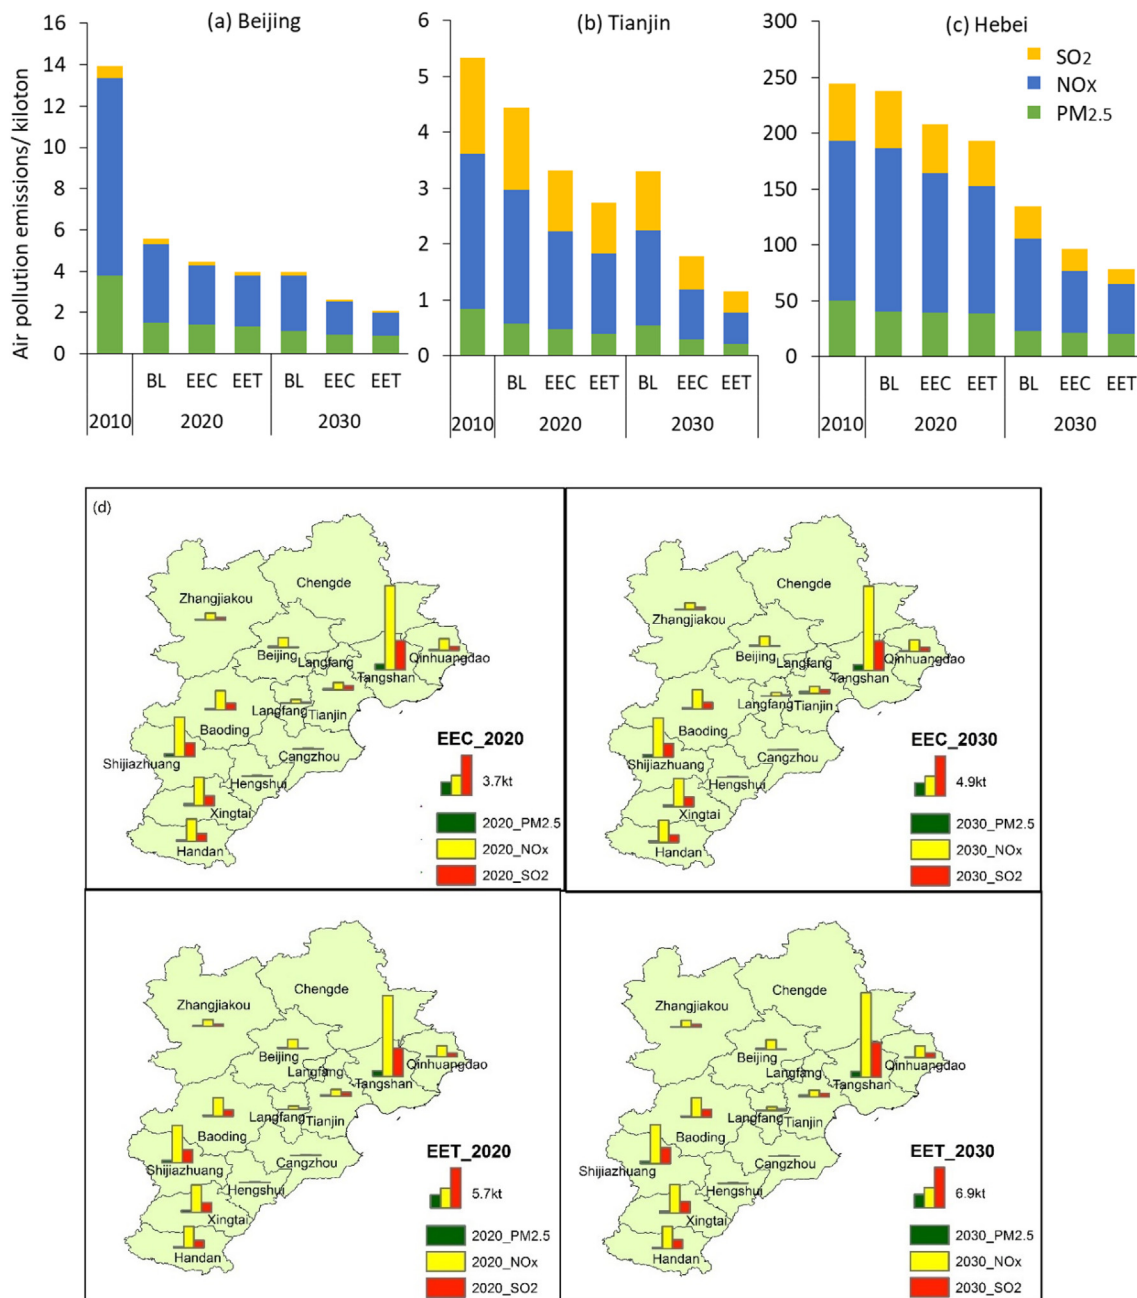 (a) Beijing
Air pollution emissions/ kiloton
16
14
12
10
8
6
4
2
0
BL EEC EET BL EEC EET
2010 2020 2030
(b) Tianjin
6
5
4
3
2
1
0
BL EEC EET BL EEC EET
2010 2020 2030
(c) Hebei
300
250
200
150
100
50
0
SO2
NOx
PM2.5
BL EEC EET BL EEC EET
2010 2020 2030
(d)
Chengde
Zhangjiakou
Beijing
Langfang
Qinhuangdao
Tangshan
Langfang
Tianjin
Baoding
Cangzhou
Shijiazhuang
Hengshui
Xingtai
Handan
EEC_2020
3.7kt
2020_PM2.5
2020_NOx
2020_SO2
Chengde
Zhangjiakou
Beijing
Langfang
Qinhuangdao
Tangshan
Langfang
Tianjin
Baoding
Cangzhou
Shijiazhuang
Hengshui
Xingtai
Handan
EEC_2030
4.9kt
2030_PM2.5
2030_NOx
2030_SO2
Chengde
Zhangjiakou
Beijing
Langfang
Qinhuangdao
Tangshan
Langfang
Tianjin
Baoding
Cangzhou
Shijiazhuang
Hengshui
Xingtai
Handan
EET_2020
5.7kt
2020_PM2.5
2020_NOx
2020_SO2
Chengde
Zhangjiakou
Beijing
Langfang
Qinhuangdao
Tangshan
Langfang
Tianjin
Baoding
Cangzhou
Shijiazhuang
Hengshui
Xingtai
Handan
EET_2030
6.9kt
2030_PM2.5
2030_NOx
2030_SO2